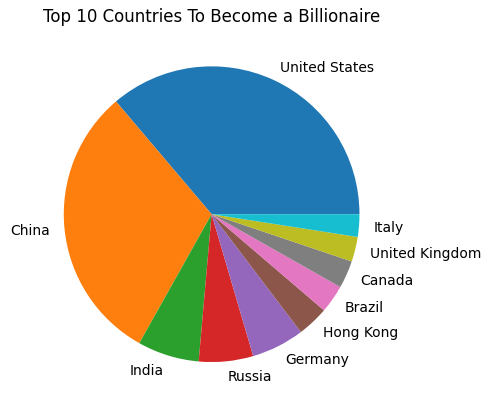 Top 10 Countries To Become a Billionaire
United States
China
India
Russia
Germany
Hong Kong
Brazil
Canada
United Kingdom
Italy